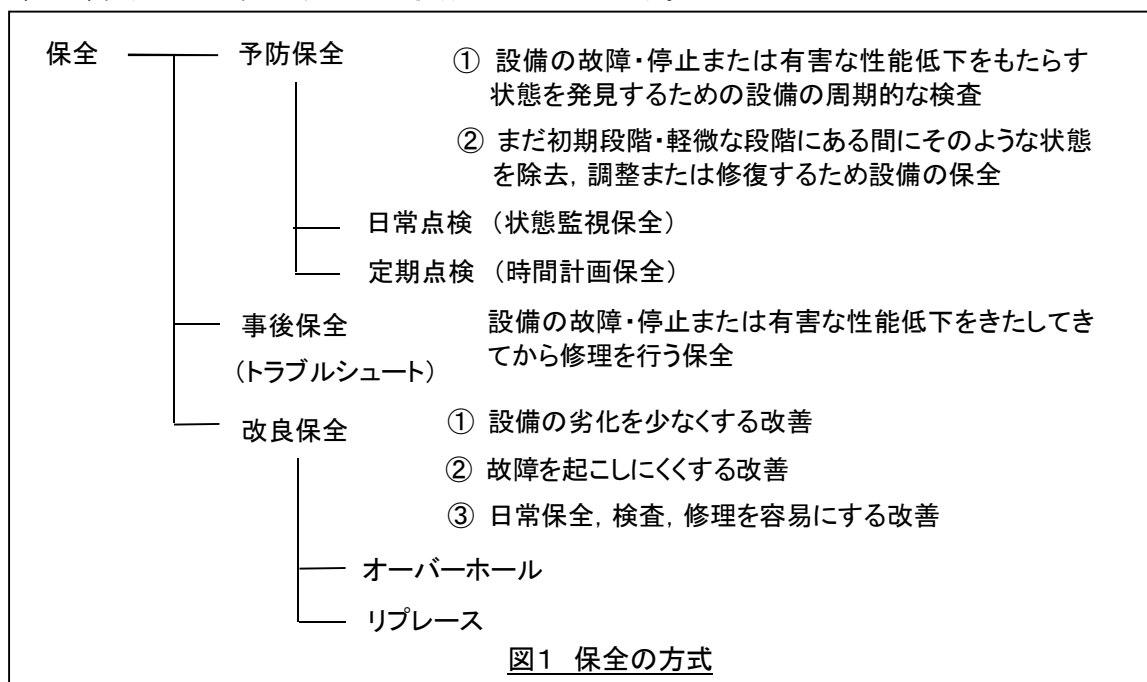 保全 予防保全 ① 設備の故障・停止または有害な性能低下をもたらす
状態を発見するための設備の周期的な検査
② まだ初期段階・軽微な段階にある間にそのような状態
を除去，調整または修復するため設備の保全
日常点検 （状態監視保全）
定期点検 （時間計画保全）
事後保全 設備の故障・停止または有害な性能低下をきたしてき
(トラブルシュート) てから修理を行う保全
改良保全 ① 設備の劣化を少なくする改善
② 故障を起こしにくくする改善
③ 日常保全，検査，修理を容易にする改善
オーバーホール
リプレース
図１ 保全の方式